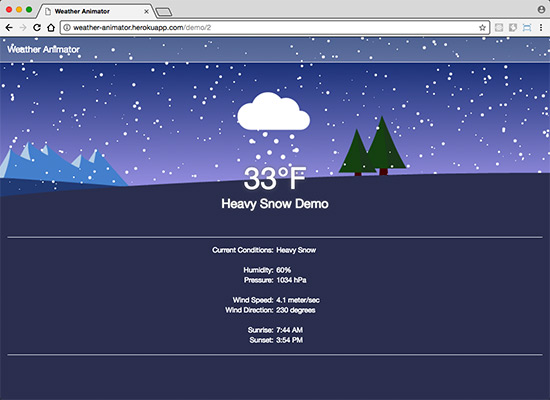 Weather Animator
weather-animator.herokuapp.com/demo/2
Weather Animator
33°F
Heavy Snow Demo
Current Conditions: Heavy Snow
Humidity: 60%
Pressure: 1034 hPa
Wind Speed: 4.1 meter/sec
Wind Direction: 230 degrees
Sunrise: 7:44 AM
Sunset: 3:54 PM